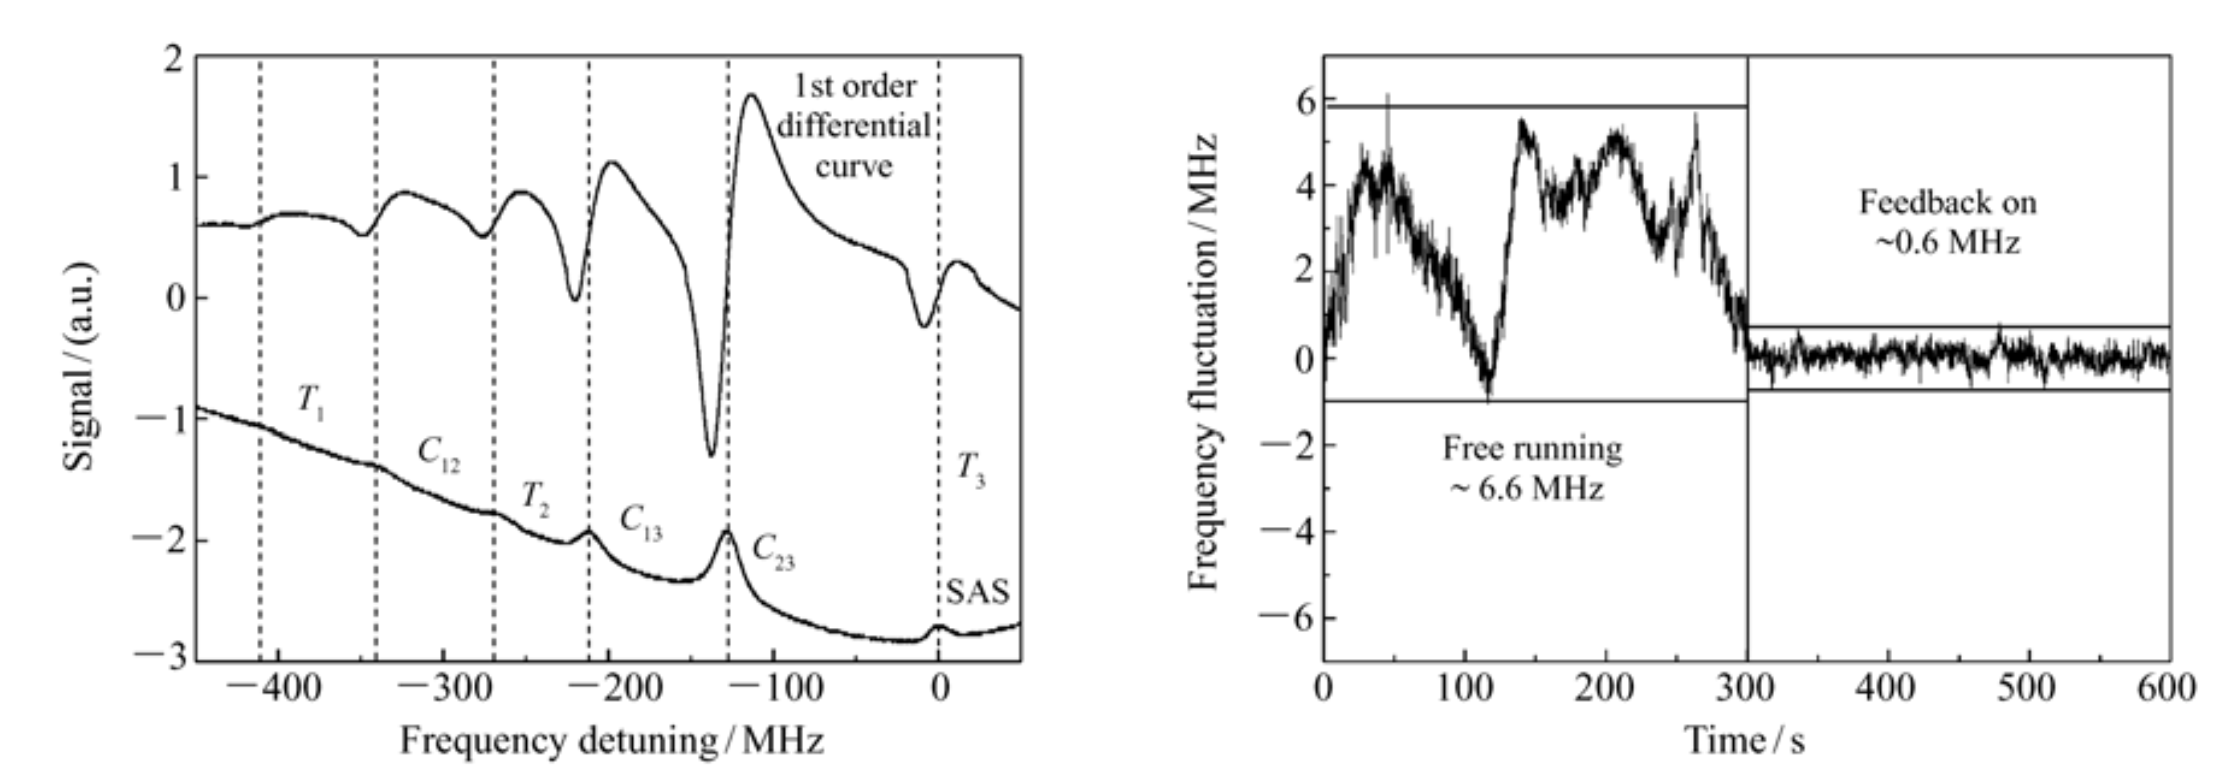 2
1
0
−1
−2
−3
Signal / (a.u.)
1st order
differential
curve
T1
C12
T2
C13
C23
T3
SAS
−400
−300
−200
−100
0
Frequency detuning / MHz
6
4
2
0
−2
−4
−6
Frequency fluctuation / MHz
Feedback on
~0.6 MHz
Free running
~ 6.6 MHz
0
100
200
300
400
500
600
Time / s